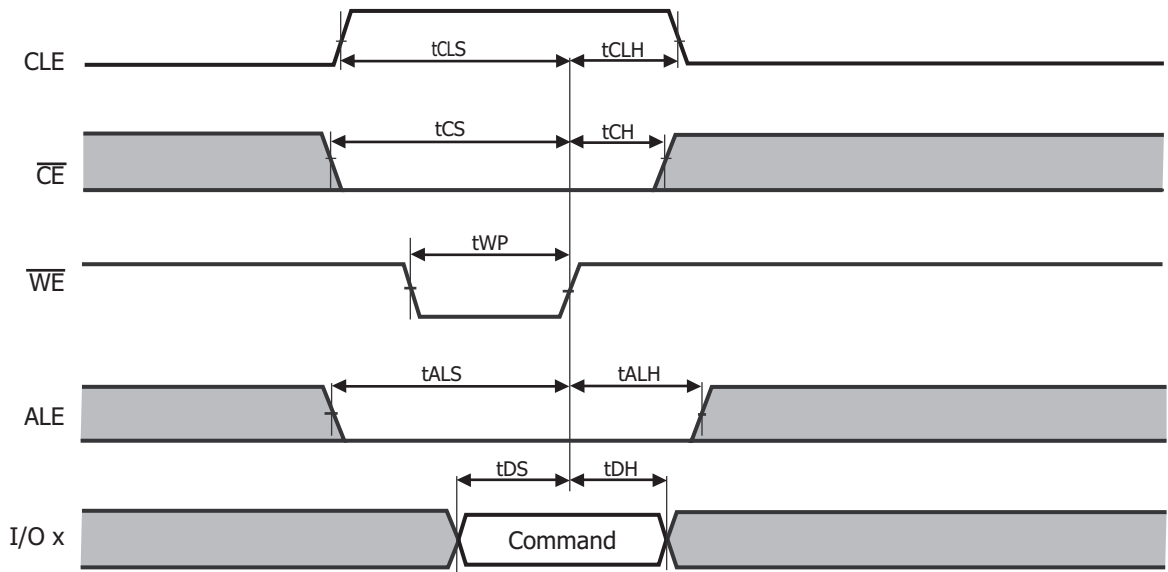 CLE
tCLS
tCLH
CE
tCS
tCH
WE
tWP
ALE
tALS
tALH
I/O x
tDS
tDH
Command